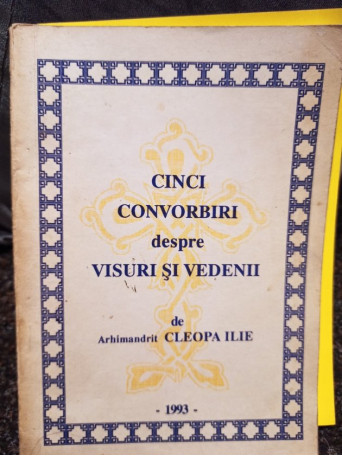 CINCI
CONVORBIRI
despre
VISURI ŞI VEDENII
de
Arhimandrit CLEOPA ILIE
- 1993 -